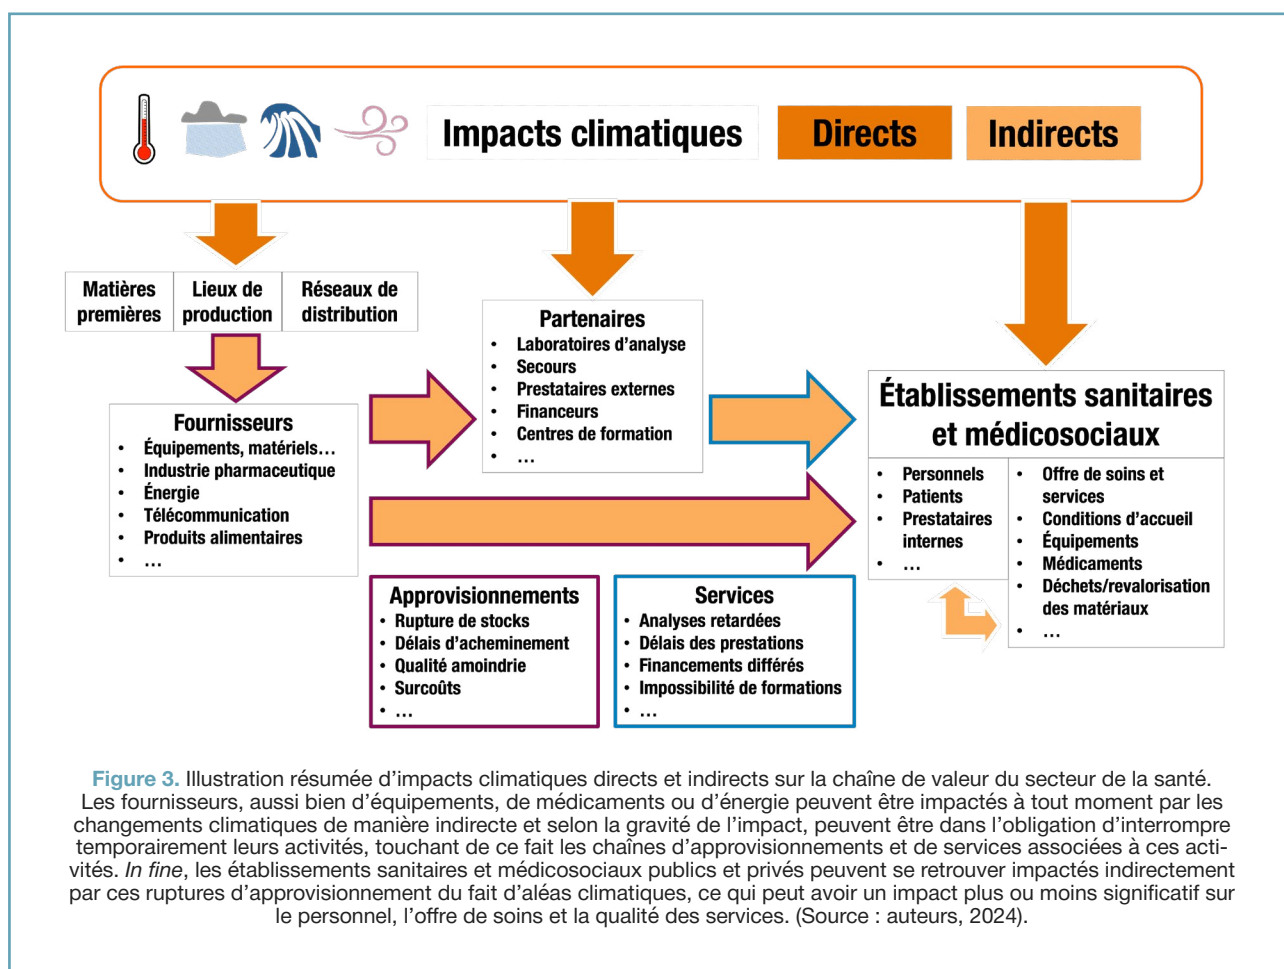 Impacts climatiques
Directs
Indirects
Matières
premières
Lieux de
production
Réseaux de
distribution
Fournisseurs
• Équipements, matériels…
• Industrie pharmaceutique
• Énergie
• Télécommunication
• Produits alimentaires
• …
Partenaires
• Laboratoires d'analyse
• Secours
• Prestataires externes
• Financeurs
• Centres de formation
• …
Établissements sanitaires
et médicosociaux
• Personnels
• Patients
• Prestataires
internes
• …
• Offre de soins et
services
• Conditions d'accueil
• Équipements
• Médicaments
• Déchets/revalorisation
des matériaux
• …
Approvisionnements
• Rupture de stocks
• Délais d'acheminement
• Qualité amoindrie
• Surcoûts
• …
Services
• Analyses retardées
• Délais des prestations
• Financements différés
• Impossibilité de formations
• …
Figure 3. Illustration résumée d'impacts climatiques directs et indirects sur la chaîne de valeur du secteur de la santé.
Les fournisseurs, aussi bien d'équipements, de médicaments ou d'énergie peuvent être impactés à tout moment par les
changements climatiques de manière indirecte et selon la gravité de l'impact, peuvent être dans l'obligation d'interrompre
temporairement leurs activités, touchant de ce fait les chaînes d'approvisionnements et de services associées à ces acti-
vités. In fine, les établissements sanitaires et médicosociaux publics et privés peuvent se retrouver impactés indirectement
par ces ruptures d'approvisionnement du fait d'aléas climatiques, ce qui peut avoir un impact plus ou moins significatif sur
le personnel, l'offre de soins et la qualité des services. (Source : auteurs, 2024).